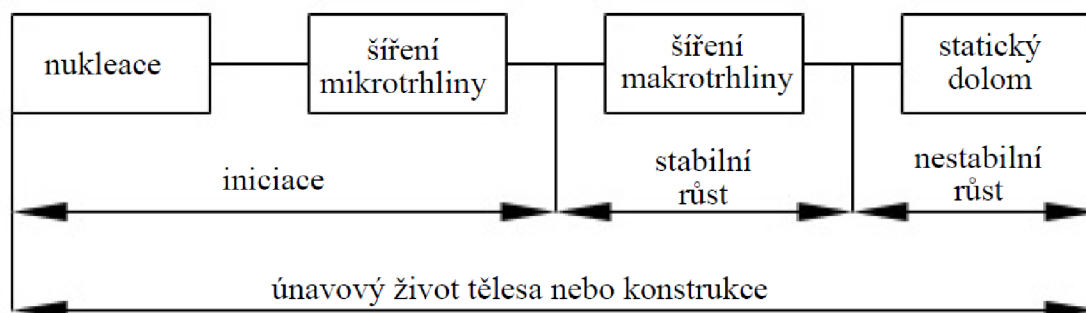 nukleace
šíření
mikrotrhliny
šíření
makrotrhliny
statický
dolom
iniciace
stabilní
růst
nestabilní
růst
únavový život tělesa nebo konstrukce